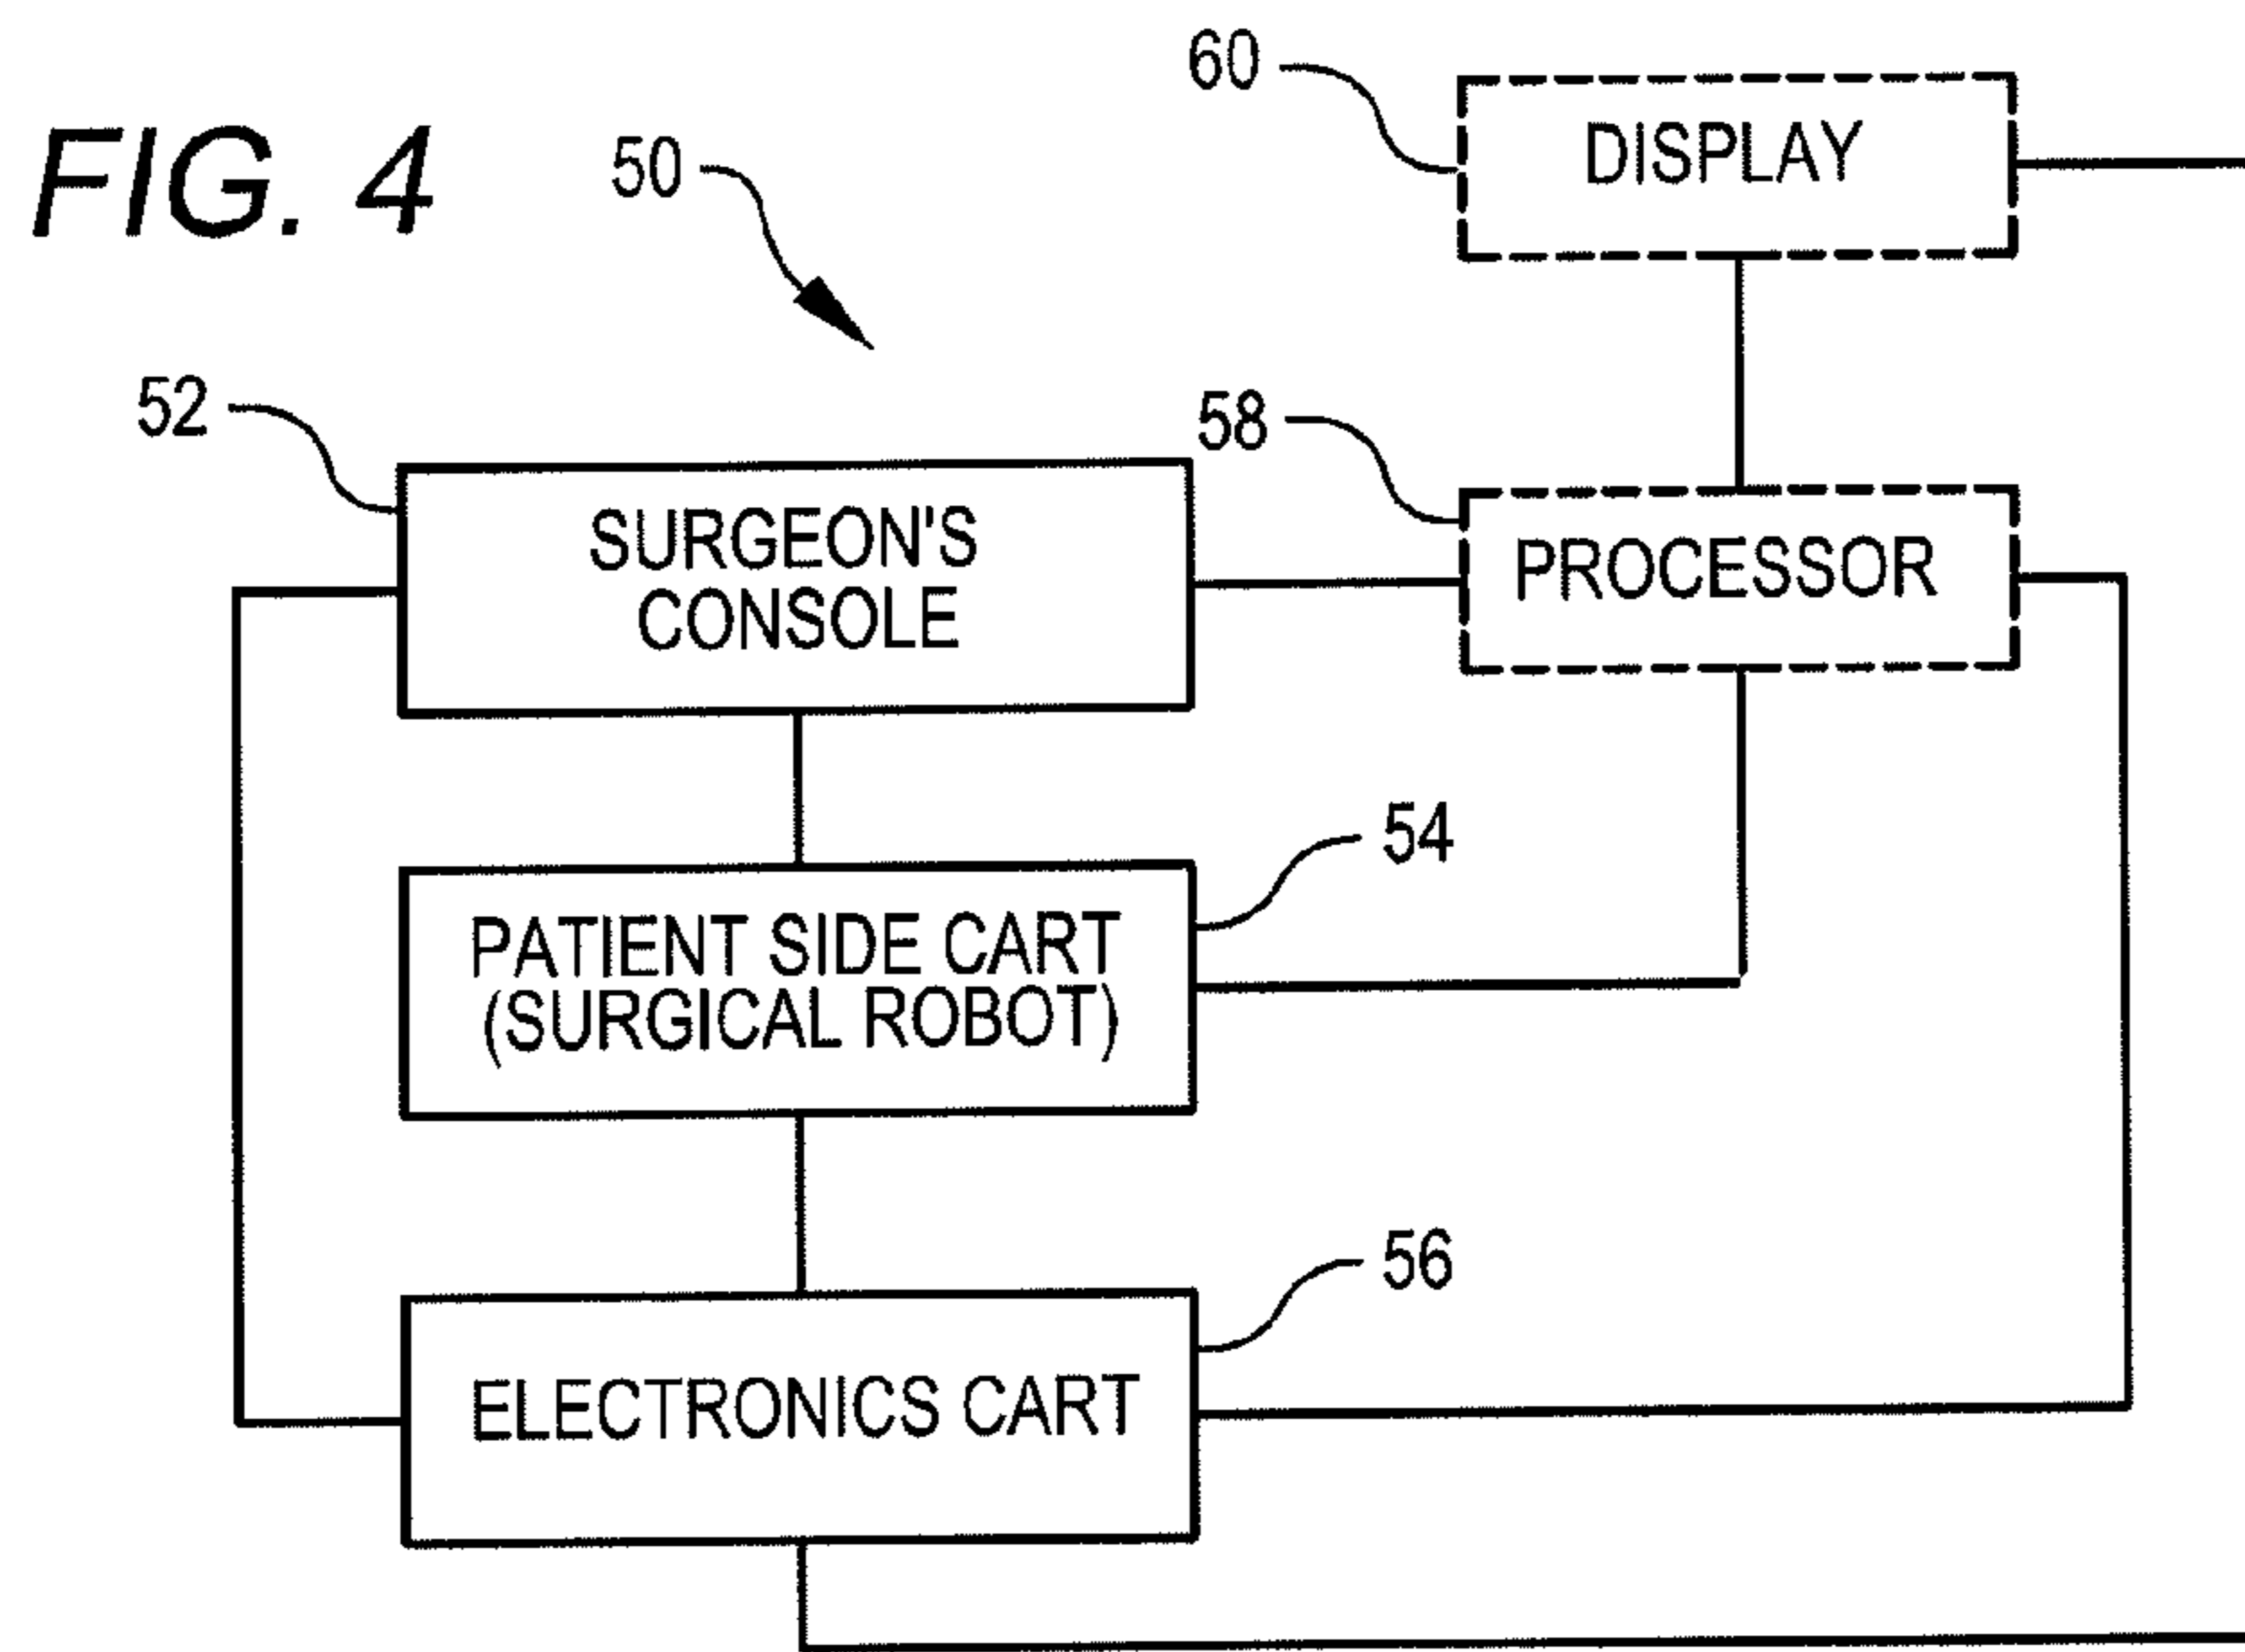 FIG. 4
50
60
DISPLAY
52
58
SURGEON'S
CONSOLE
PROCESSOR
54
PATIENT SIDE CART
(SURGICAL ROBOT)
56
ELECTRONICS CART